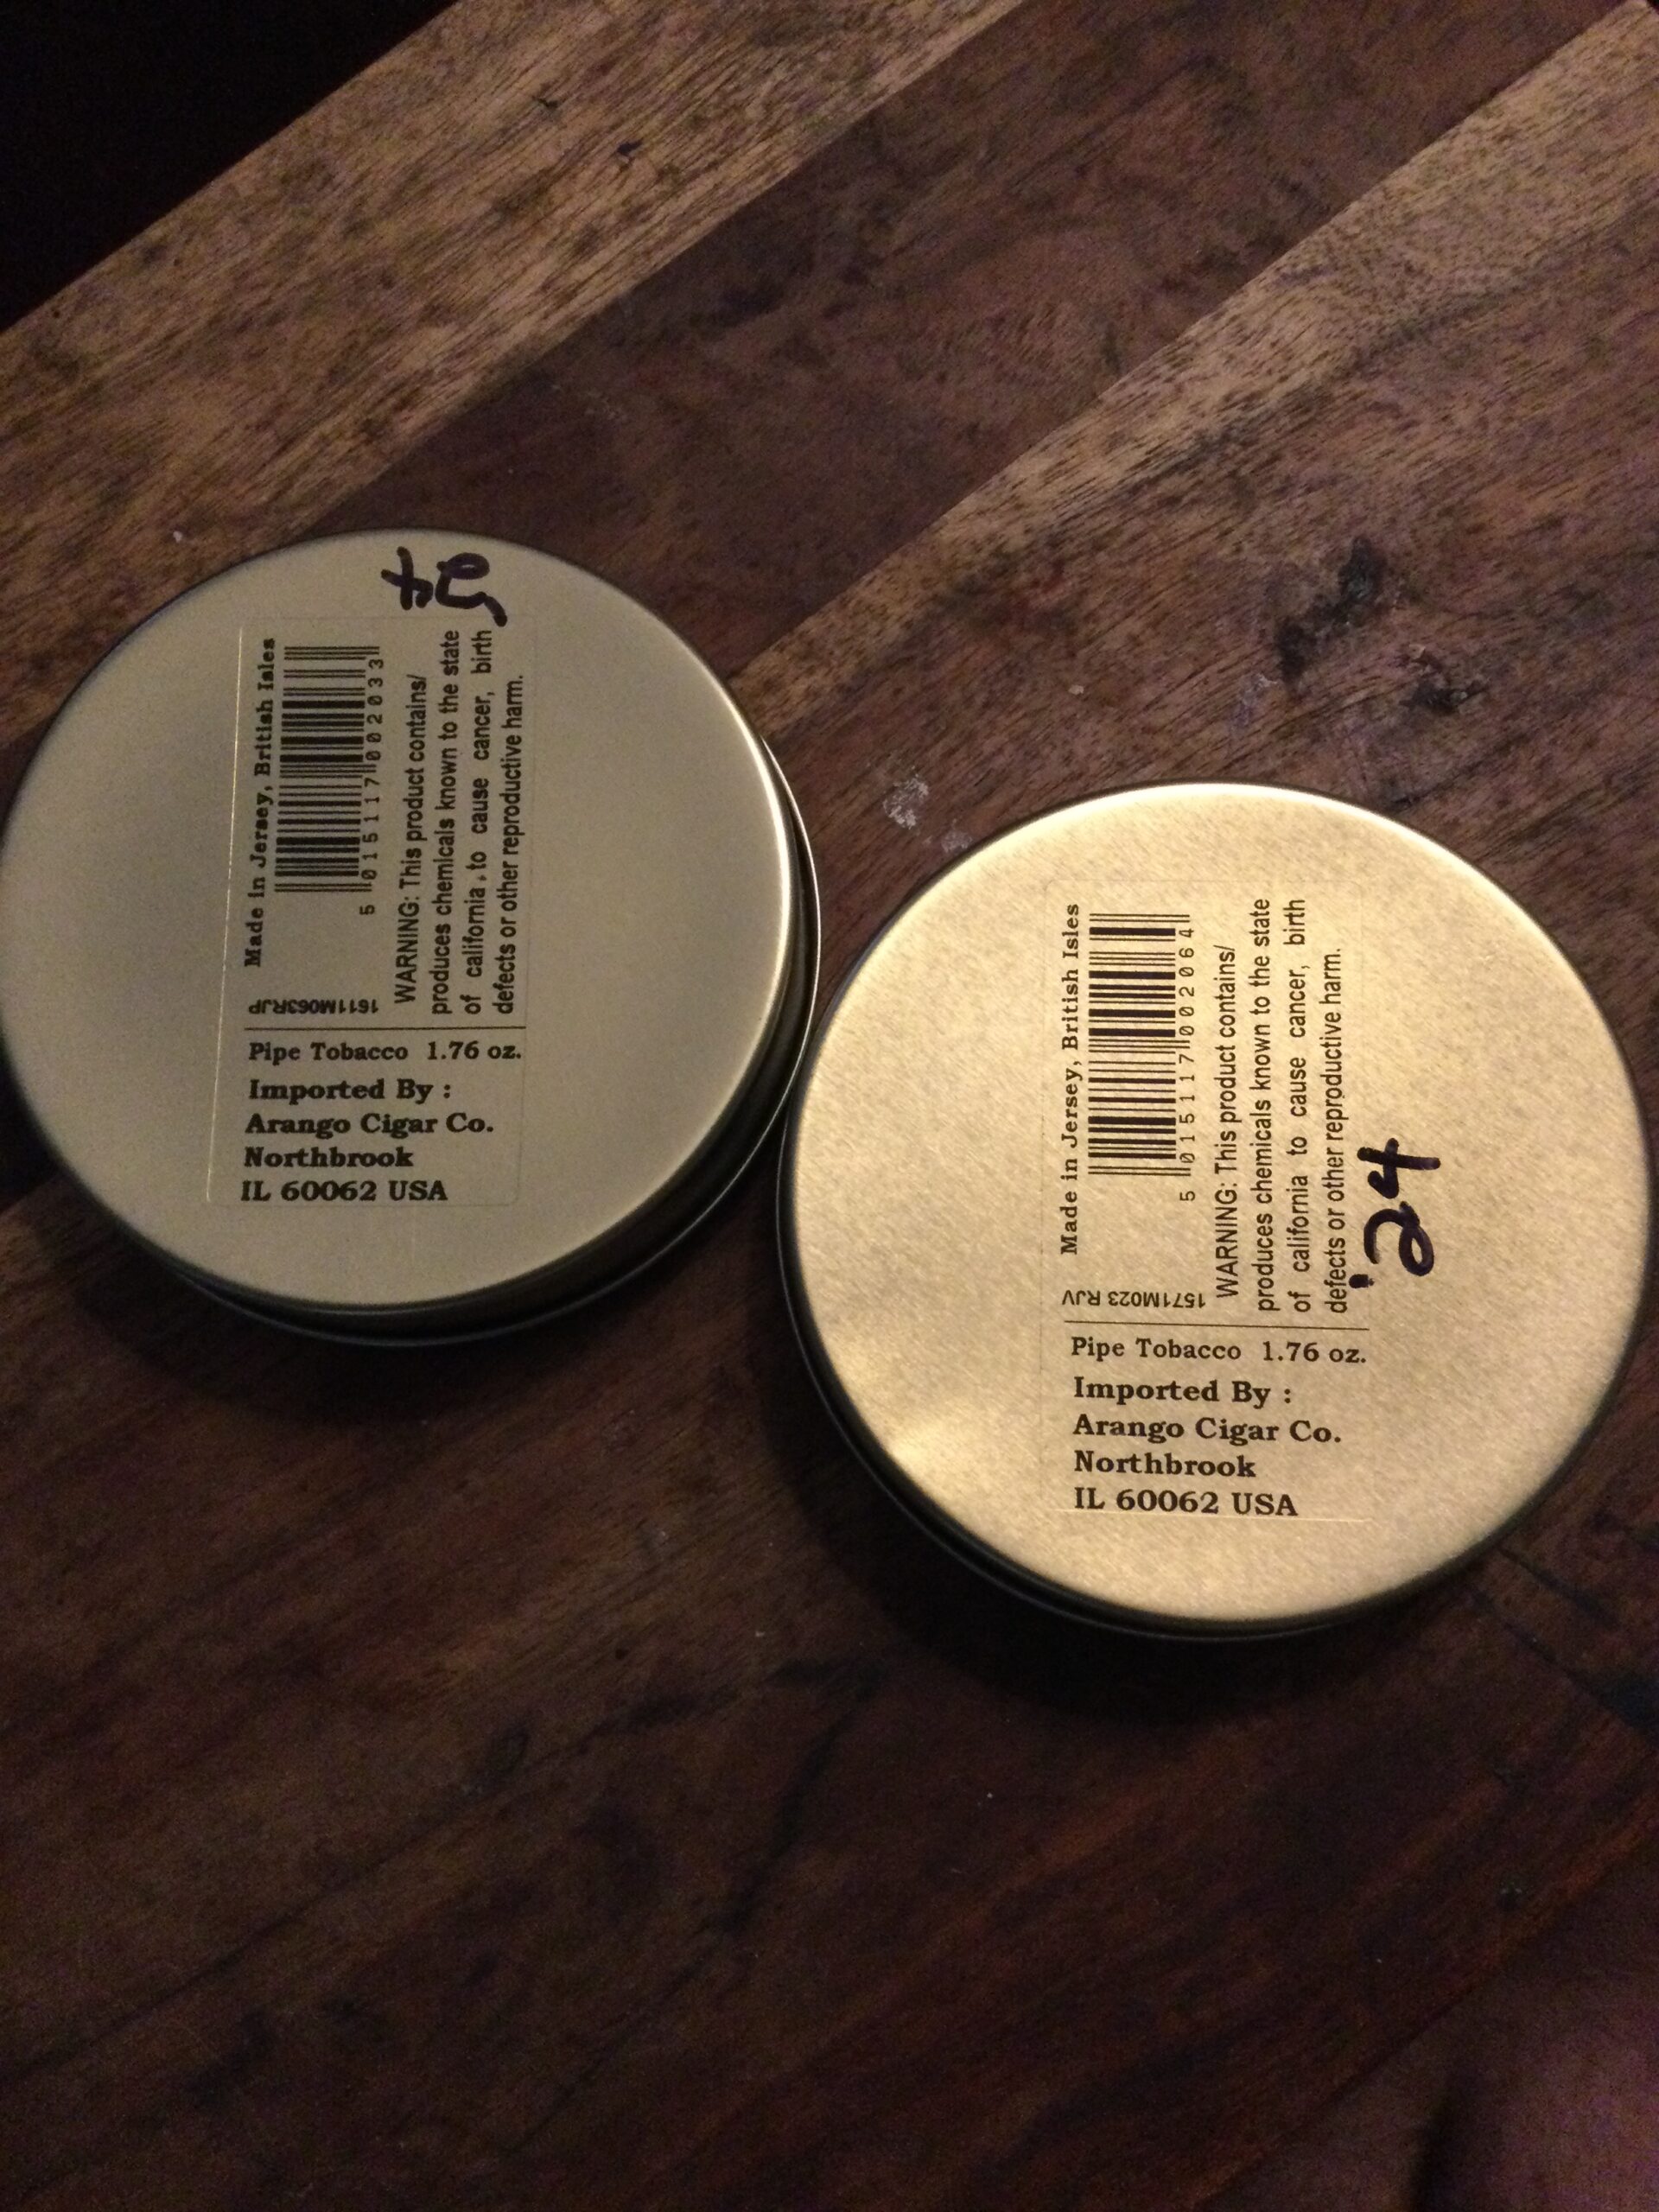 '24
Made in Jersey, British Isles
5 015117 002033
WARNING: This product contains/
produces chemicals known to the state
of california to cause cancer, birth
defects or other reproductive harm.
1611M063RJP
Pipe Tobacco 1.76 oz.
Imported By :
Arango Cigar Co.
Northbrook
IL 60062 USA
Made in Jersey, British Isles
5 015117 002064
WARNING: This product contains/
produces chemicals known to the state
of california to cause cancer, birth
defects or other reproductive harm.
'24
1571M023 RJV
Pipe Tobacco 1.76 oz.
Imported By :
Arango Cigar Co.
Northbrook
IL 60062 USA